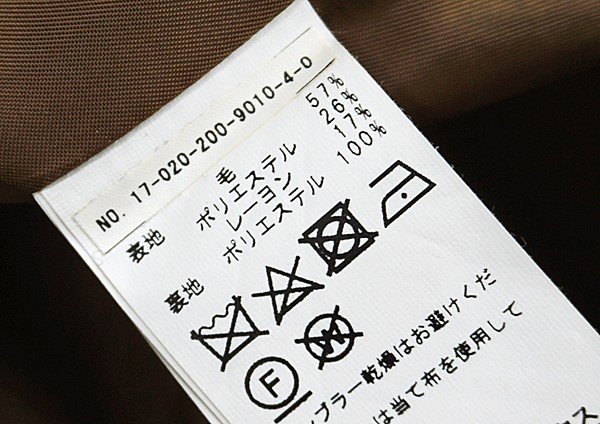 NO. 17-020-200-9010-4-0
表地 毛 57%
ポリエステル 26%
レーヨン 17%
裏地 ポリエステル 100%
F W
ンブラー乾燥はお避けくだ
は当て布を使用して